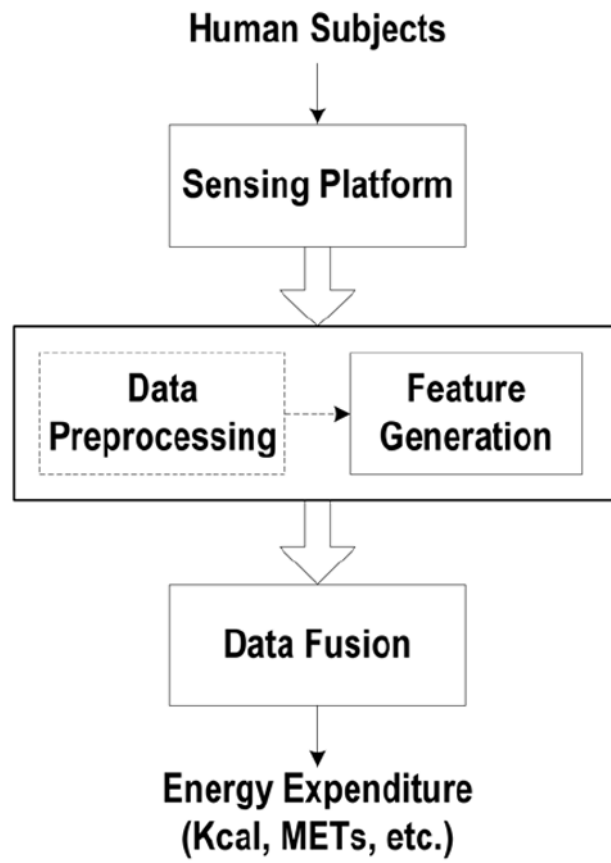 Human Subjects
Sensing Platform
Data
Preprocessing
Feature
Generation
Data Fusion
Energy Expenditure
(Kcal, METs, etc.)